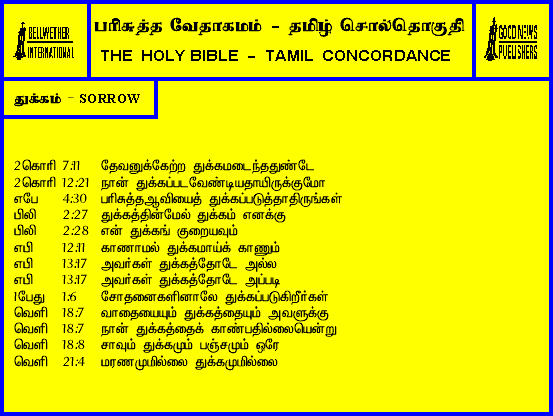 BELLWETHER
INTERNATIONAL
பரிசுத்த வேதாகமம் - தமிழ் சொல்தொகுதி
THE HOLY BIBLE - TAMIL CONCORDANCE
GOOD NEWS
PUBLISHERS
துக்கம் - SORROW
2கொரி 7:11 தேவனுக்கேற்ற துக்கமடைந்ததுண்டே
2கொரி 12:21 நான் துக்கப்படவேண்டியதாயிருக்குமோ
எபே 4:30 பரிசுத்தஆவியைத் துக்கப்படுத்தாதிருங்கள்
பிலி 2:27 துக்கத்தின்மேல் துக்கம் எனக்கு
பிலி 2:28 என் துக்கங் குறையவும்
எபி 12:11 காணாமல் துக்கமாய்க் காணும்
எபி 13:17 அவர்கள் துக்கத்தோடே அல்ல
எபி 13:17 அவர்கள் துக்கத்தோடே அப்படி
1பேது 1:6 சோதனைகளினாலே துக்கப்படுகிறீர்கள்
வெளி 18:7 வாதையையும் துக்கத்தையும் அவளுக்கு
வெளி 18:7 நான் துக்கத்தைக் காண்பதில்லையென்று
வெளி 18:8 சாவும் துக்கமும் பஞ்சமும் ஒரே
வெளி 21:4 மரணமுமில்லை துக்கமுமில்லை